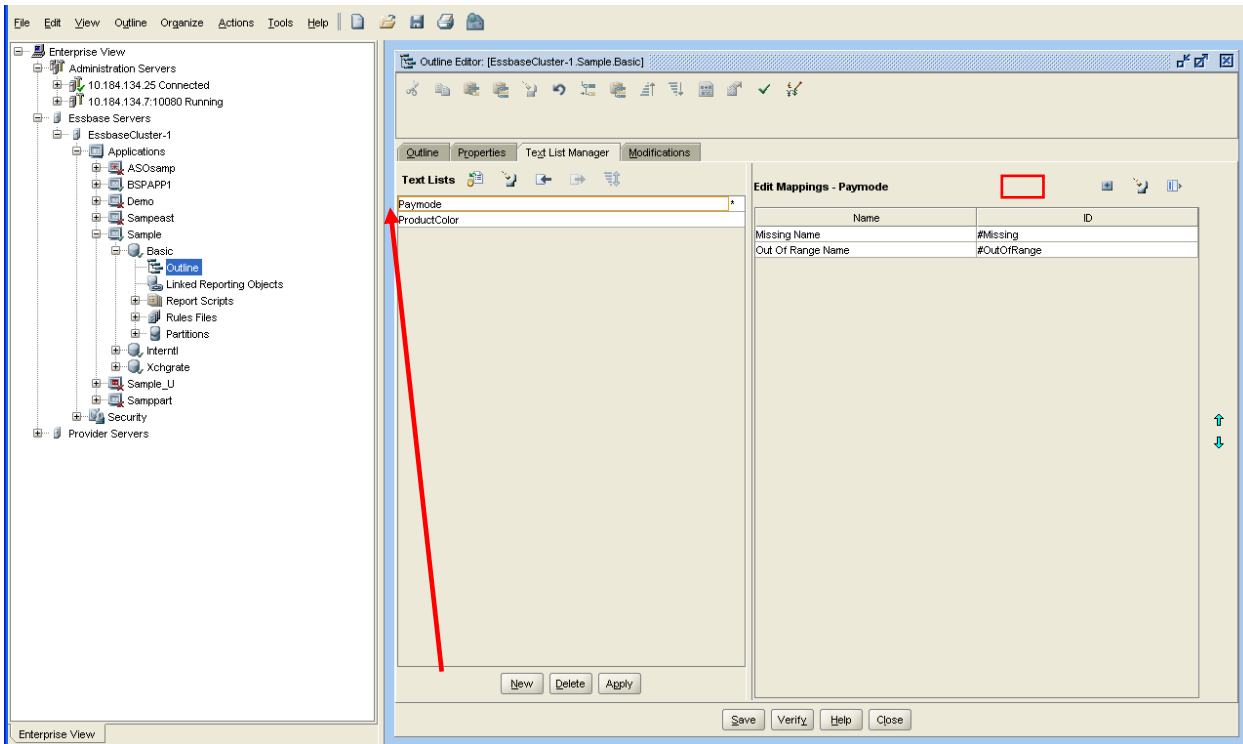 File Edit View Outline Organize Actions Tools Help
Enterprise View
Administration Servers
10.184.134.25 Connected
10.184.134.7:10080 Running
Essbase Servers
EssbaseCluster-1
Applications
ASOsamp
BSPAPP1
Demo
Sampeast
Sample
Basic
Outline
Linked Reporting Objects
Report Scripts
Rules Files
Partitions
Interntl
Xchgrate
Sample_U
Samppart
Security
Provider Servers
Enterprise View
Outline Editor: [EssbaseCluster-1.Sample.Basic]
Outline Properties Text List Manager Modifications
Text Lists
Paymode *
ProductColor
New Delete Apply
Edit Mappings - Paymode
Name ID
Missing Name #Missing
Out Of Range Name #OutOfRange
Save Verify Help Close